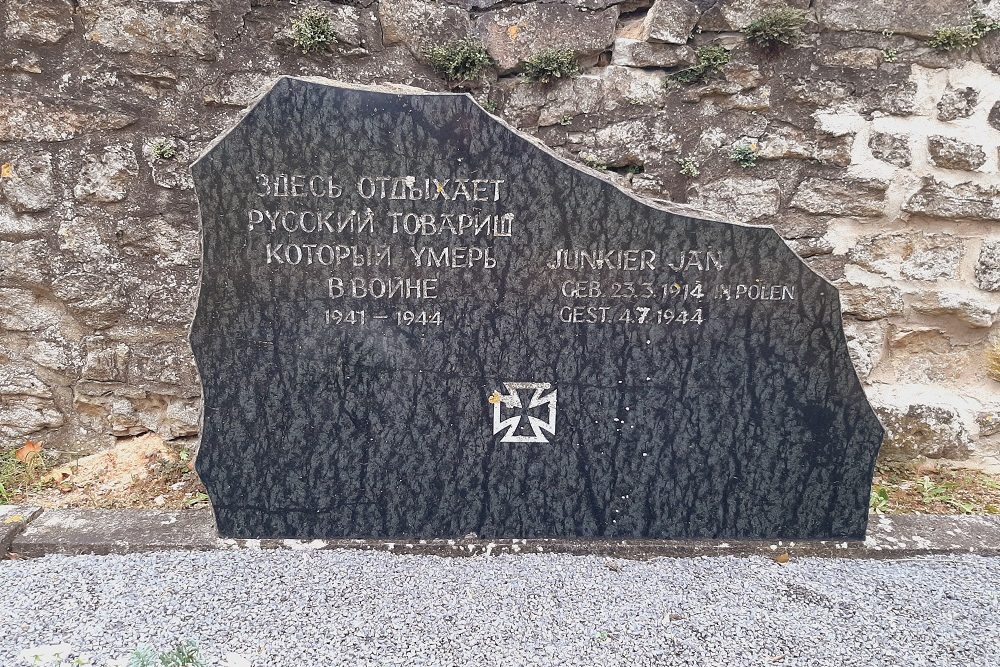 ЗДЕСЬ ОТДЫХАЕТ
РУССКИЙ ТОВАРИЩ
КОТОРЫЙ УМЕРЬ
В ВОЙНЕ
1941 – 1944
JUNKIER JAN
GEB. 23.3.1914 IN POLEN
GEST. 4.7.1944